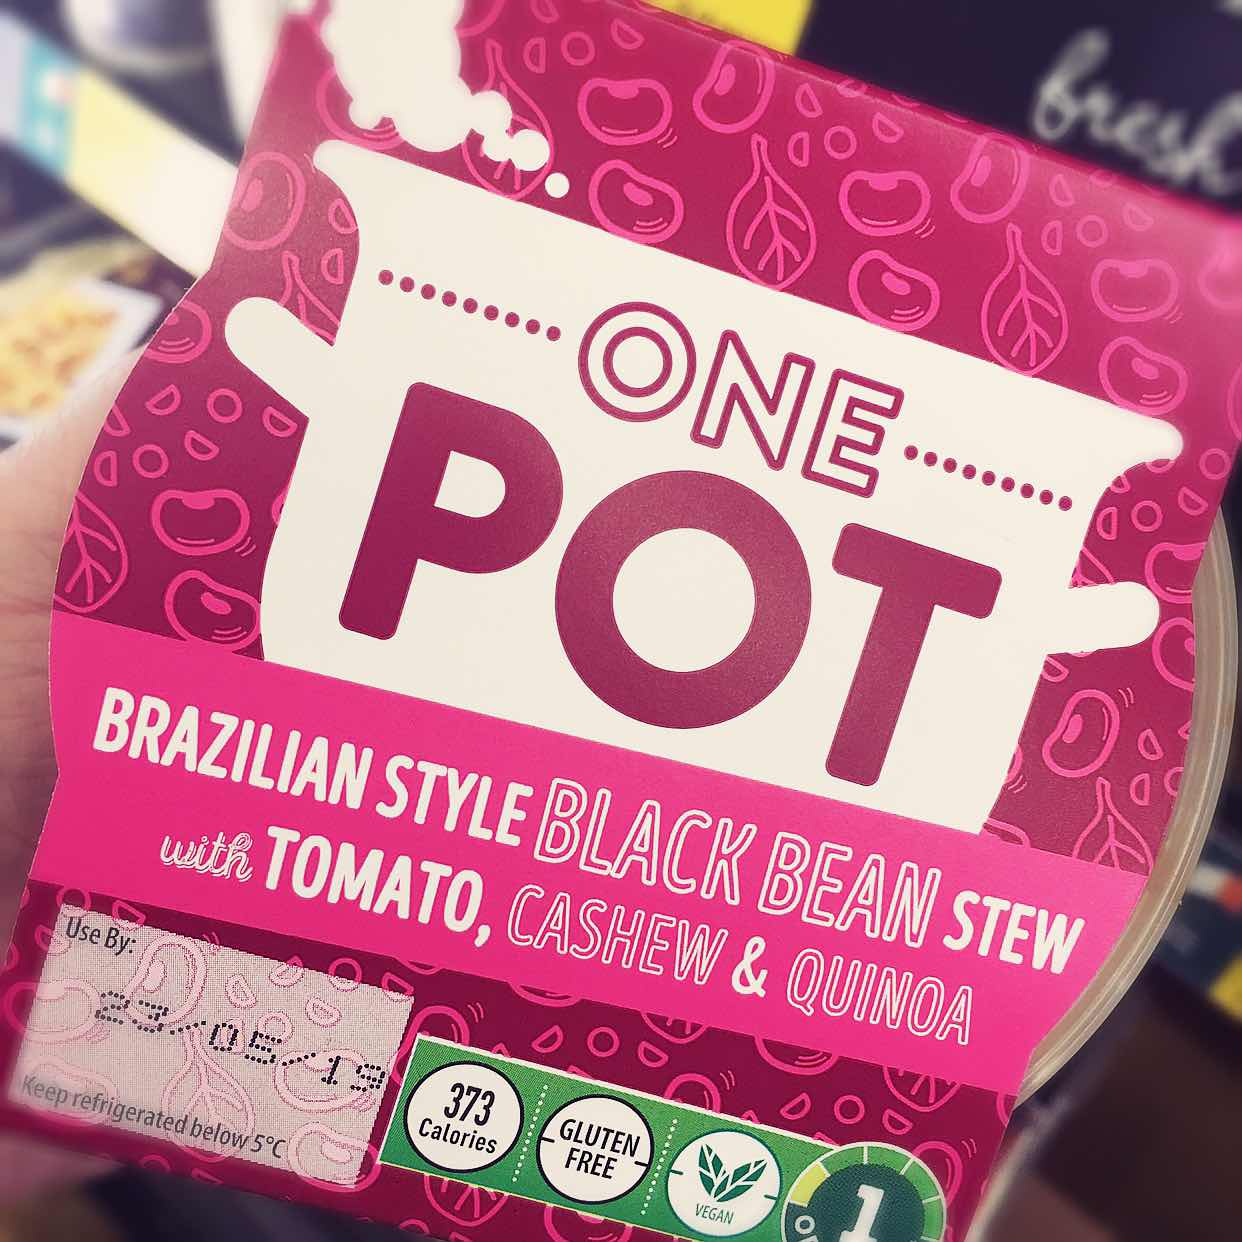 fresh
ONE
POT
BRAZILIAN STYLE BLACK BEAN STEW
with TOMATO, CASHEW & QUINOA
Use By:
23/05/19
Keep refrigerated below 5°C
373
Calories
GLUTEN
FREE
VEGAN
1